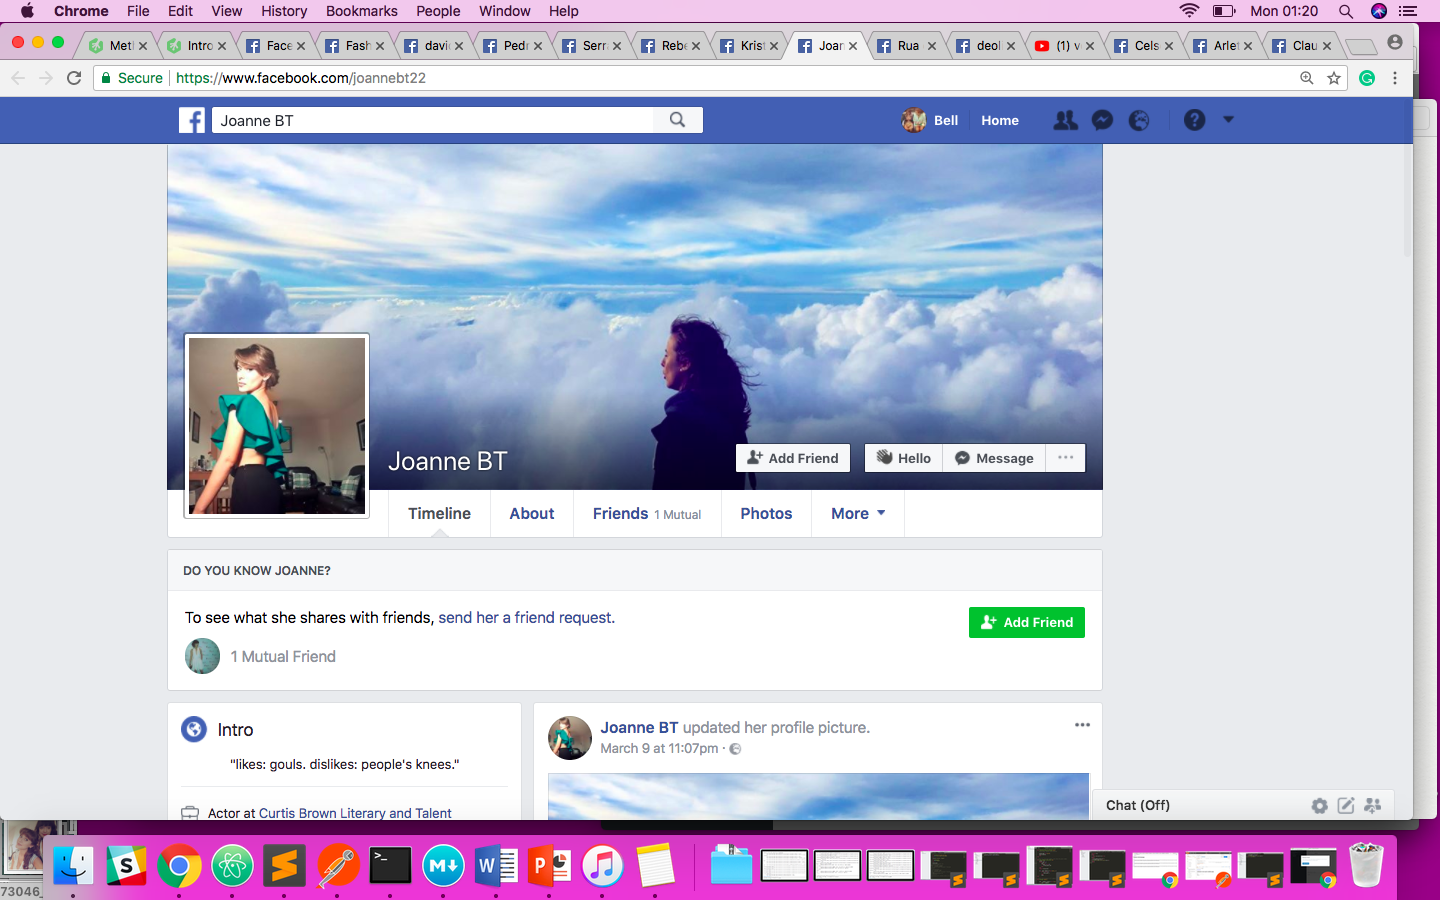 Chrome File Edit View History Bookmarks People Window Help Mon 01:20
Met Intro Face Fash davi Pedr Serr Rebe Krist Joan Rua deol (1) v Cels Arlet Clau
Secure https://www.facebook.com/joannebt22
Joanne BT Bell Home
Joanne BT Add Friend Hello Message
Timeline About Friends 1 Mutual Photos More
DO YOU KNOW JOANNE?
To see what she shares with friends, send her a friend request. Add Friend
1 Mutual Friend
Intro
"likes: gouls. dislikes: people's knees."
Actor at Curtis Brown Literary and Talent
Joanne BT updated her profile picture.
March 9 at 11:07pm ·
Chat (Off)
73046_